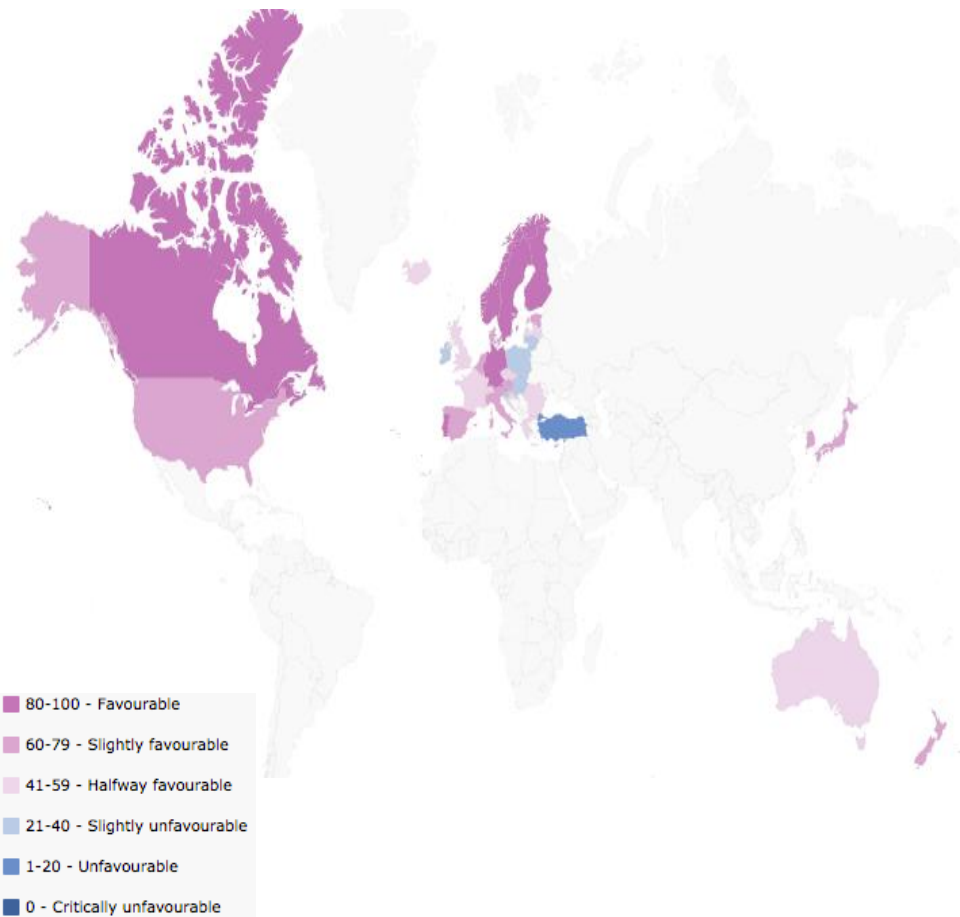 80-100 - Favourable
60-79 - Slightly favourable
41-59 - Halfway favourable
21-40 - Slightly unfavourable
1-20 - Unfavourable
0 - Critically unfavourable